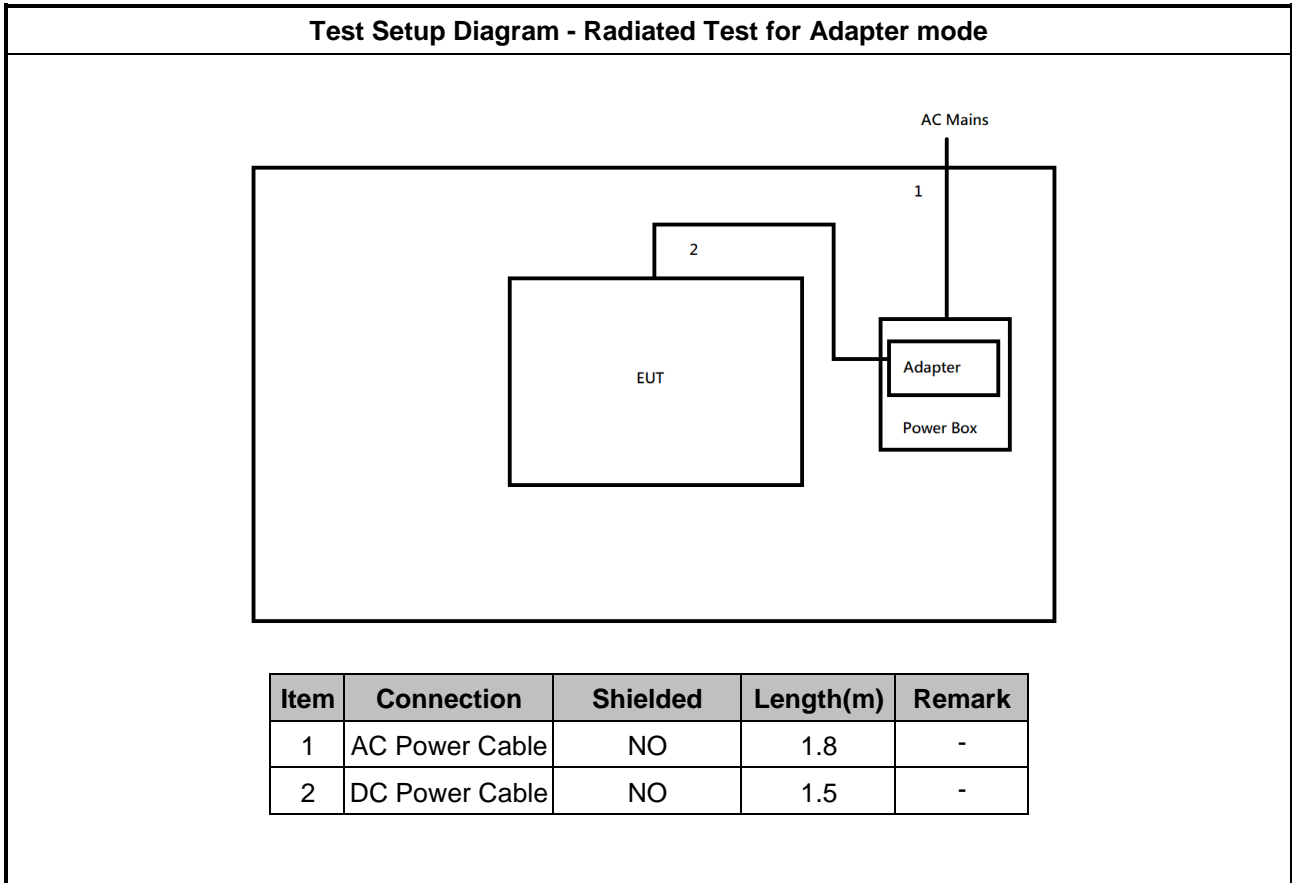 Test Setup Diagram - Radiated Test for Adapter mode
AC Mains
1
2
EUT
Adapter
Power Box
Item Connection Shielded Length(m) Remark
1 AC Power Cable NO 1.8 -
2 DC Power Cable NO 1.5 -